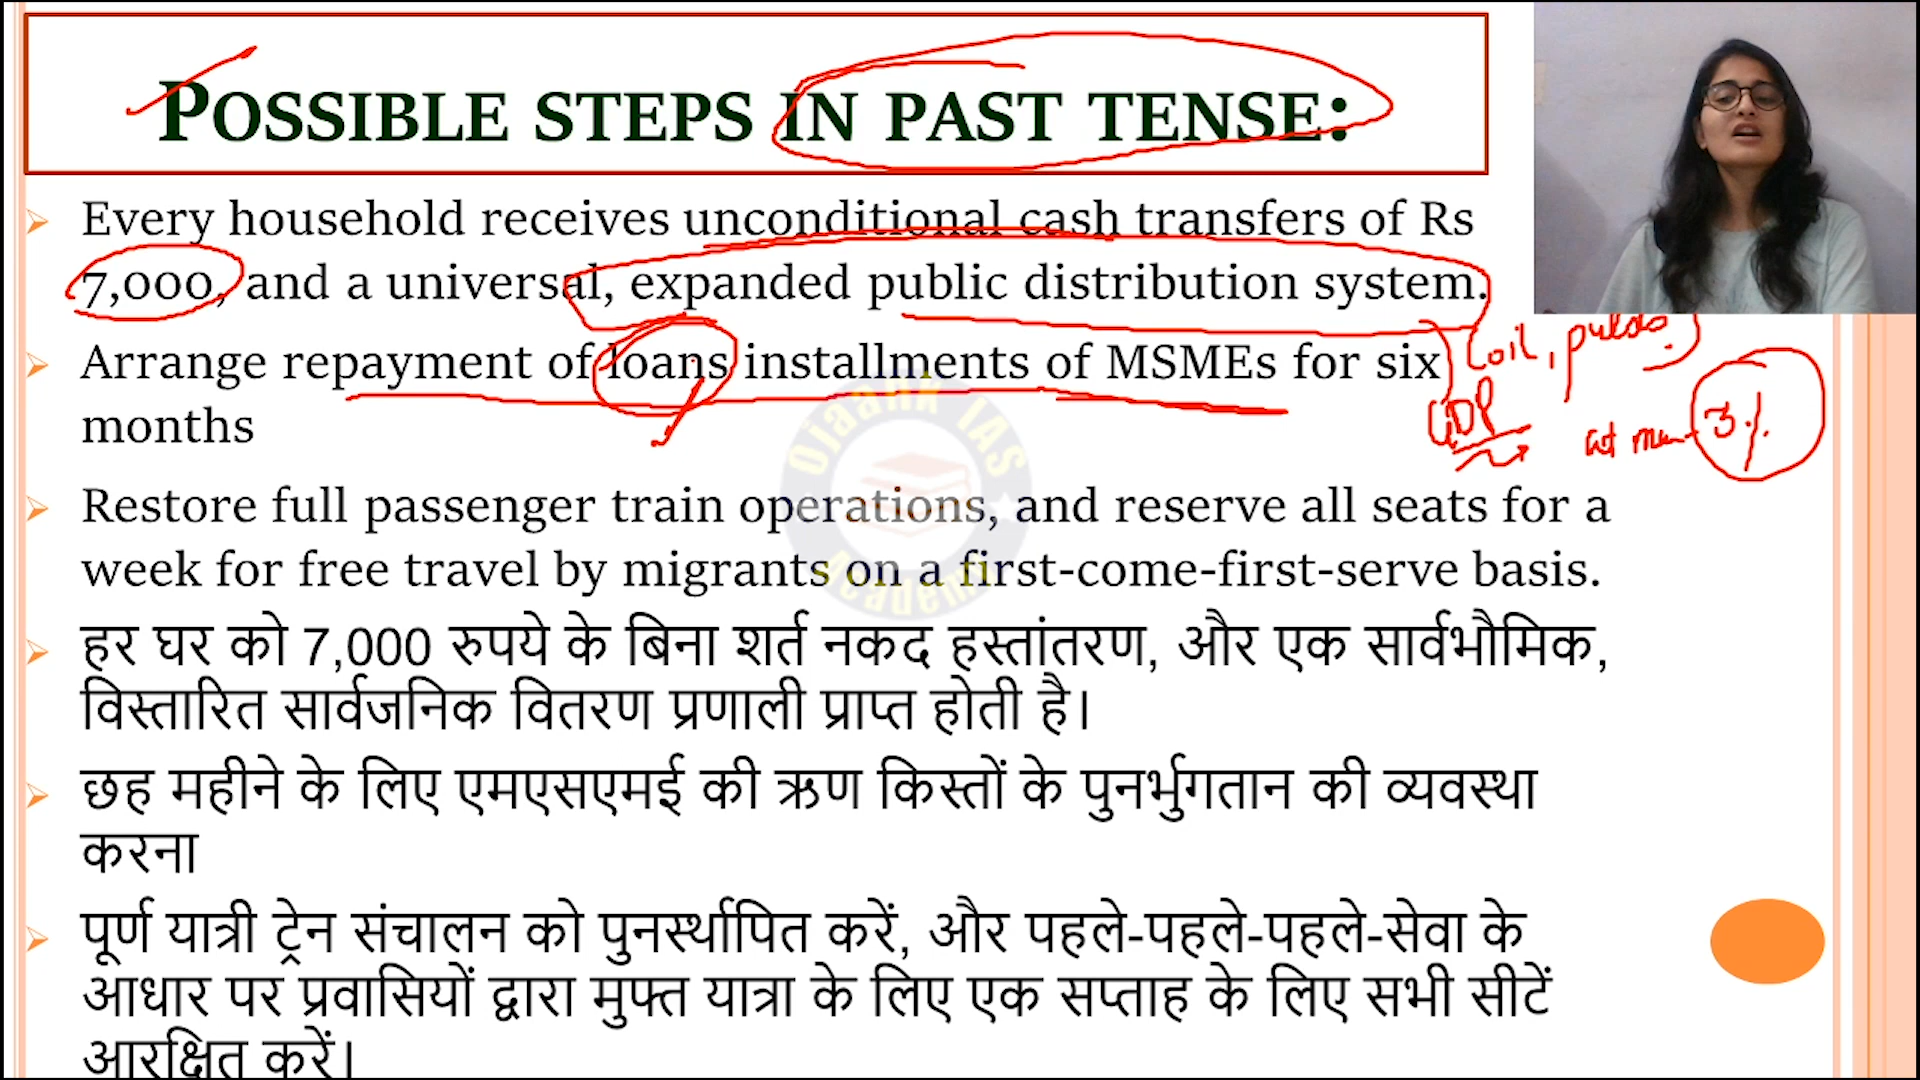 POSSIBLE STEPS IN PAST TENSE:
Every household receives unconditional cash transfers of Rs
7,000, and a universal, expanded public distribution system.
(oil, pulses)
Arrange repayment of loans installments of MSMEs for six
months
GDP
3%
Restore full passenger train operations, and reserve all seats for a
week for free travel by migrants on a first-come-first-serve basis.
हर घर को 7,000 रुपये के बिना शर्त नकद हस्तांतरण, और एक सार्वभौमिक,
विस्तारित सार्वजनिक वितरण प्रणाली प्राप्त होती है।
छह महीने के लिए एमएसएमई की ऋण किस्तों के पुनर्भुगतान की व्यवस्था
करना
पूर्ण यात्री ट्रेन संचालन को पुनर्स्थापित करें, और पहले-पहले-पहले-सेवा के
आधार पर प्रवासियों द्वारा मुफ्त यात्रा के लिए एक सप्ताह के लिए सभी सीटें
आरक्षित करें।
Ojaank IAS
Academy